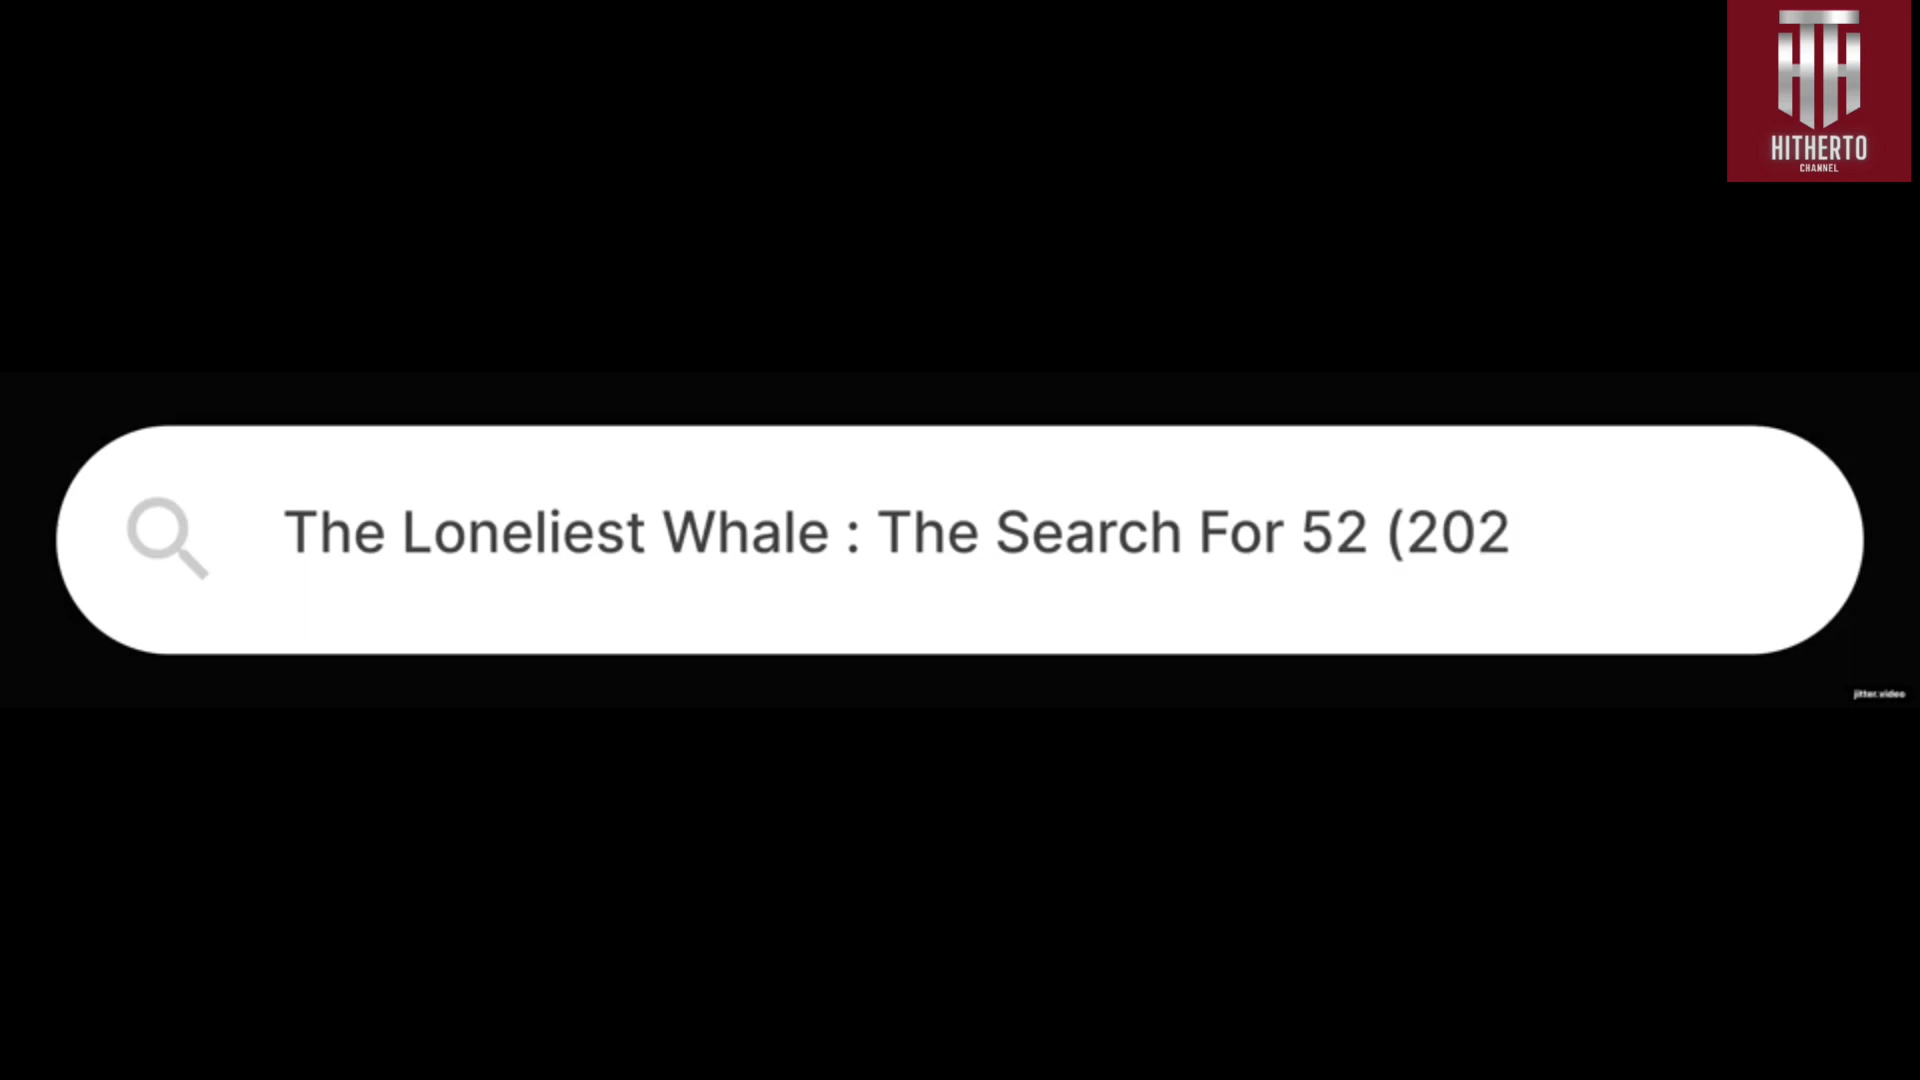 HITHERTO
CHANNEL
The Loneliest Whale : The Search For 52 (202
jitter.video